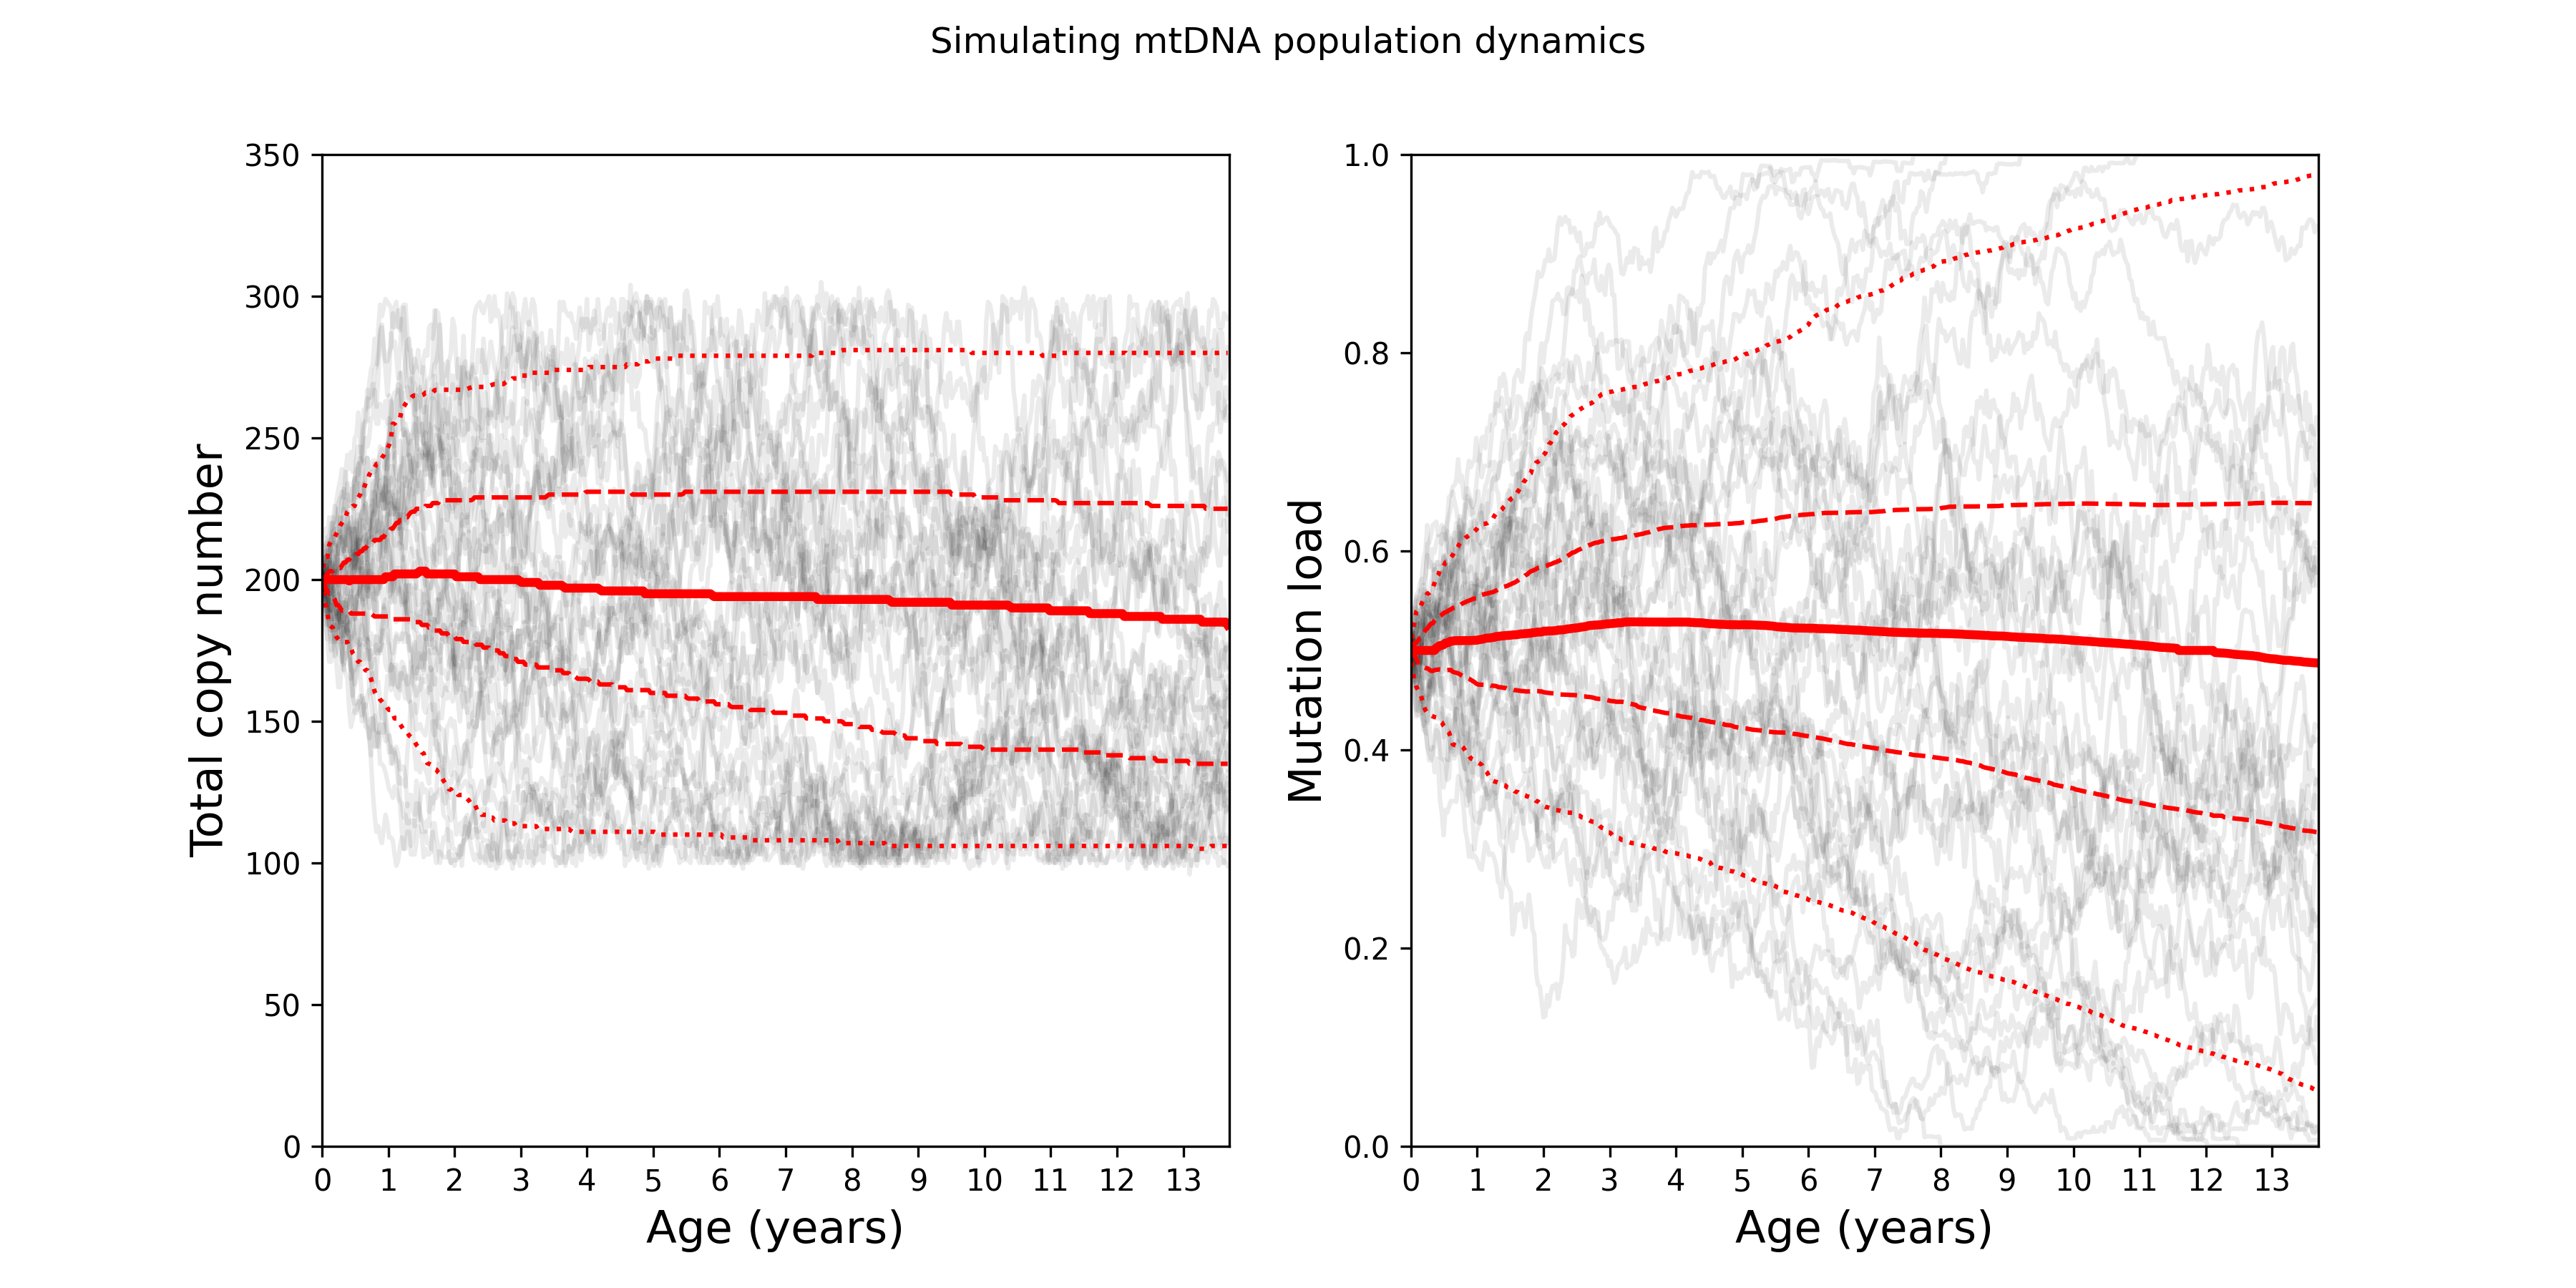 Simulating mtDNA population dynamics
Total copy number
350
300
250
200
150
100
50
0
0 1 2 3 4 5 6 7 8 9 10 11 12 13
Age (years)
Mutation load
1.0
0.8
0.6
0.4
0.2
0.0
0 1 2 3 4 5 6 7 8 9 10 11 12 13
Age (years)